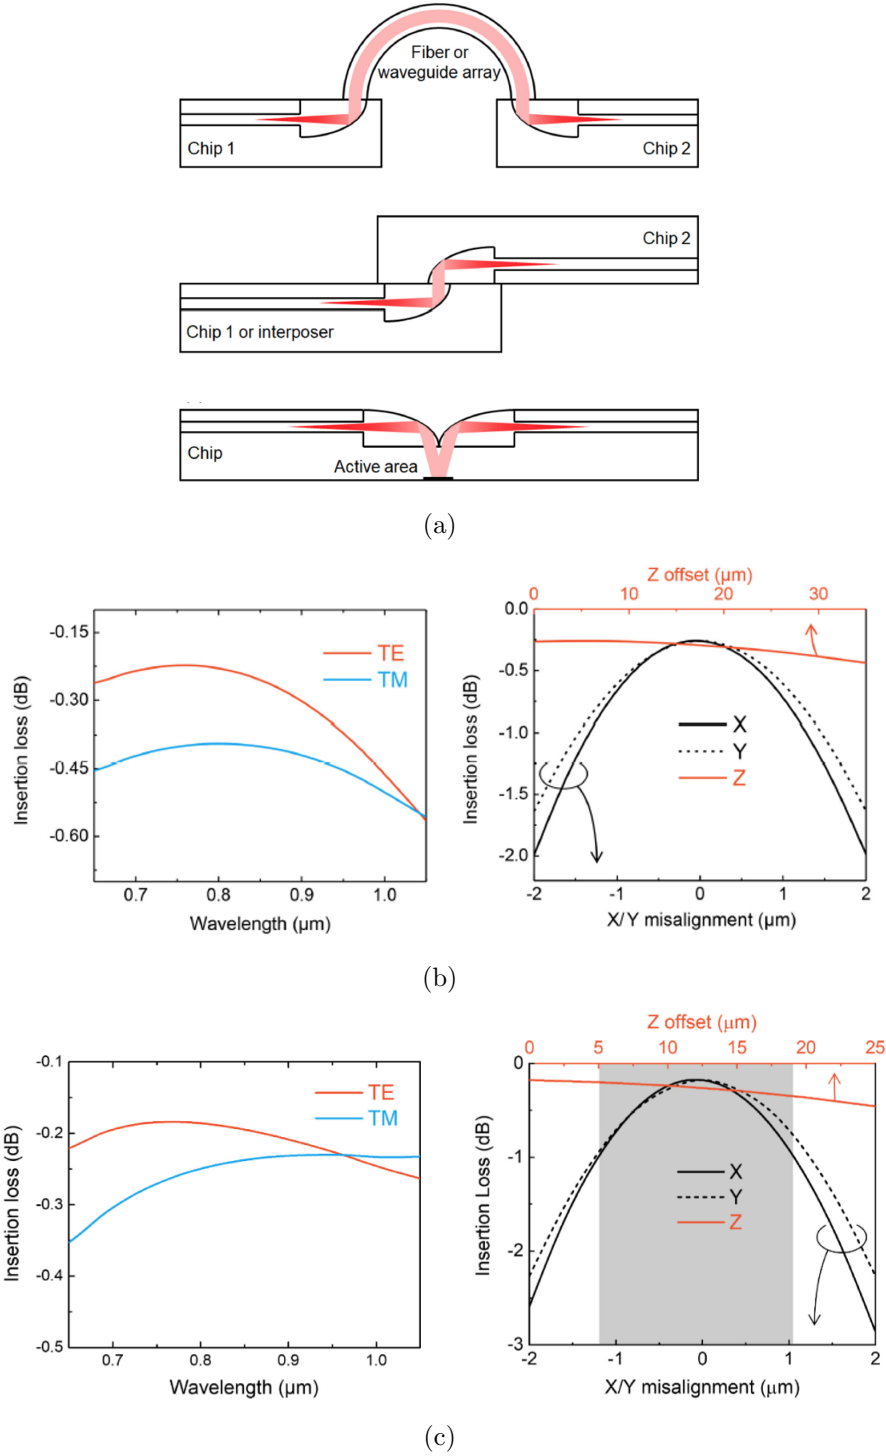 Fiber or
waveguide array
Chip 1
Chip 2
Chip 2
Chip 1 or interposer
Chip
Active area
(a)
-0.15
-0.30
-0.45
-0.60
Insertion loss (dB)
TE
TM
0.7 0.8 0.9 1.0
Wavelength (μm)
Z offset (μm)
0 10 20 30
0.0
-0.5
-1.0
-1.5
-2.0
Insertion loss (dB)
X
Y
Z
-2 -1 0 1 2
X/Y misalignment (μm)
(b)
-0.1
-0.2
-0.3
-0.4
-0.5
Insertion loss (dB)
TE
TM
0.7 0.8 0.9 1.0
Wavelength (μm)
Z offset (μm)
0 5 10 15 20 25
0
-1
-2
-3
Insertion Loss (dB)
X
Y
Z
-2 -1 0 1 2
X/Y misalignment (μm)
(c)